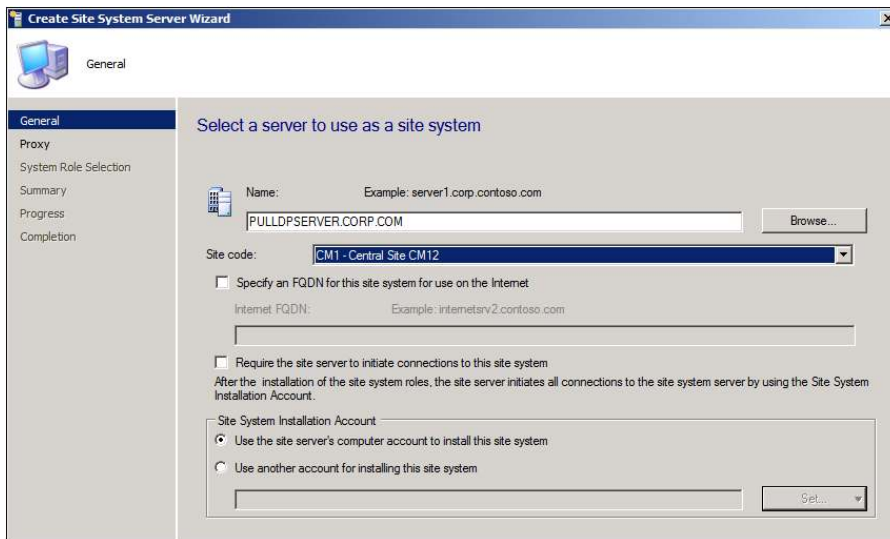 Create Site System Server Wizard
General
General
Proxy
System Role Selection
Summary
Progress
Completion
Select a server to use as a site system
Name: Example: server1.corp.contoso.com
PULLDPSERVER.CORP.COM
Browse...
Site code: CM1 - Central Site CM12
Specify an FQDN for this site system for use on the Internet
Internet FQDN: Example: internetsrv2.contoso.com
Require the site server to initiate connections to this site system
After the installation of the site system roles, the site server initiates all connections to the site system server by using the Site System
Installation Account.
Site System Installation Account
Use the site server's computer account to install this site system
Use another account for installing this site system
Set...